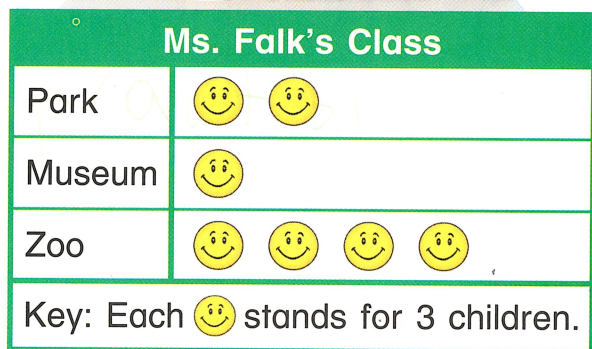 Ms. Falk's Class
Park
Museum
Zoo
Key: Each stands for 3 children.